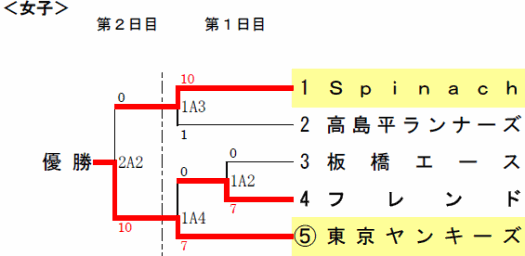 ＜女子＞
第２日目 第１日目
10
1 Ｓｐｉｎａｃｈ
0
1A3
1
2 高島平ランナーズ
優勝
2A2
0
3 板橋エース
0
1A2
7
4 フレンド
10
1A4
7
⑤ 東京ヤンキーズ